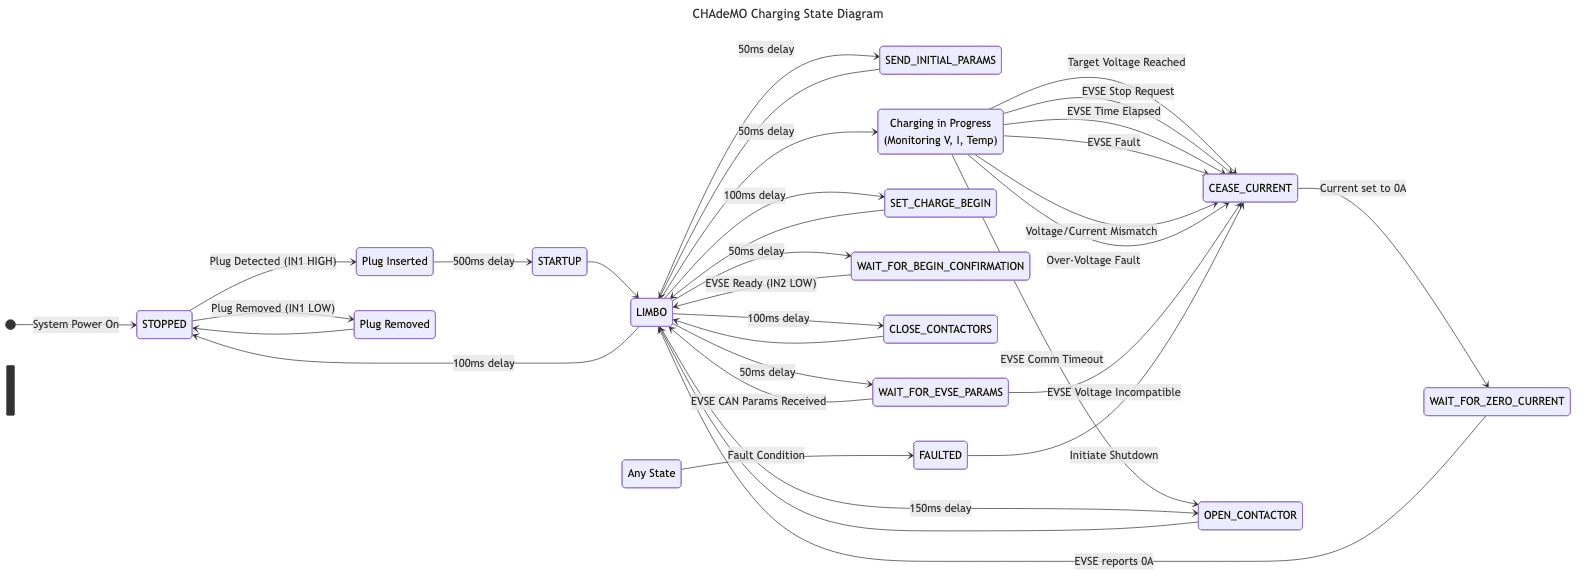 CHAdeMO Charging State Diagram
50ms delay
SEND_INITIAL_PARAMS
Target Voltage Reached
EVSE Stop Request
EVSE Time Elapsed
Charging in Progress
(Monitoring V, I, Temp)
50ms delay
EVSE Fault
CEASE_CURRENT
Current set to 0A
100ms delay
SET_CHARGE_BEGIN
Voltage/Current Mismatch
Plug Detected (IN1 HIGH)
Plug Inserted
500ms delay
STARTUP
50ms delay
WAIT_FOR_BEGIN_CONFIRMATION
Over-Voltage Fault
EVSE Ready (IN2 LOW)
Plug Removed (IN1 LOW)
LIMBO
System Power On
STOPPED
Plug Removed
100ms delay
CLOSE_CONTACTORS
100ms delay
50ms delay
EVSE Comm Timeout
WAIT_FOR_EVSE_PARAMS
EVSE Voltage Incompatible
EVSE CAN Params Received
WAIT_FOR_ZERO_CURRENT
Fault Condition
FAULTED
Initiate Shutdown
Any State
150ms delay
OPEN_CONTACTOR
EVSE reports 0A